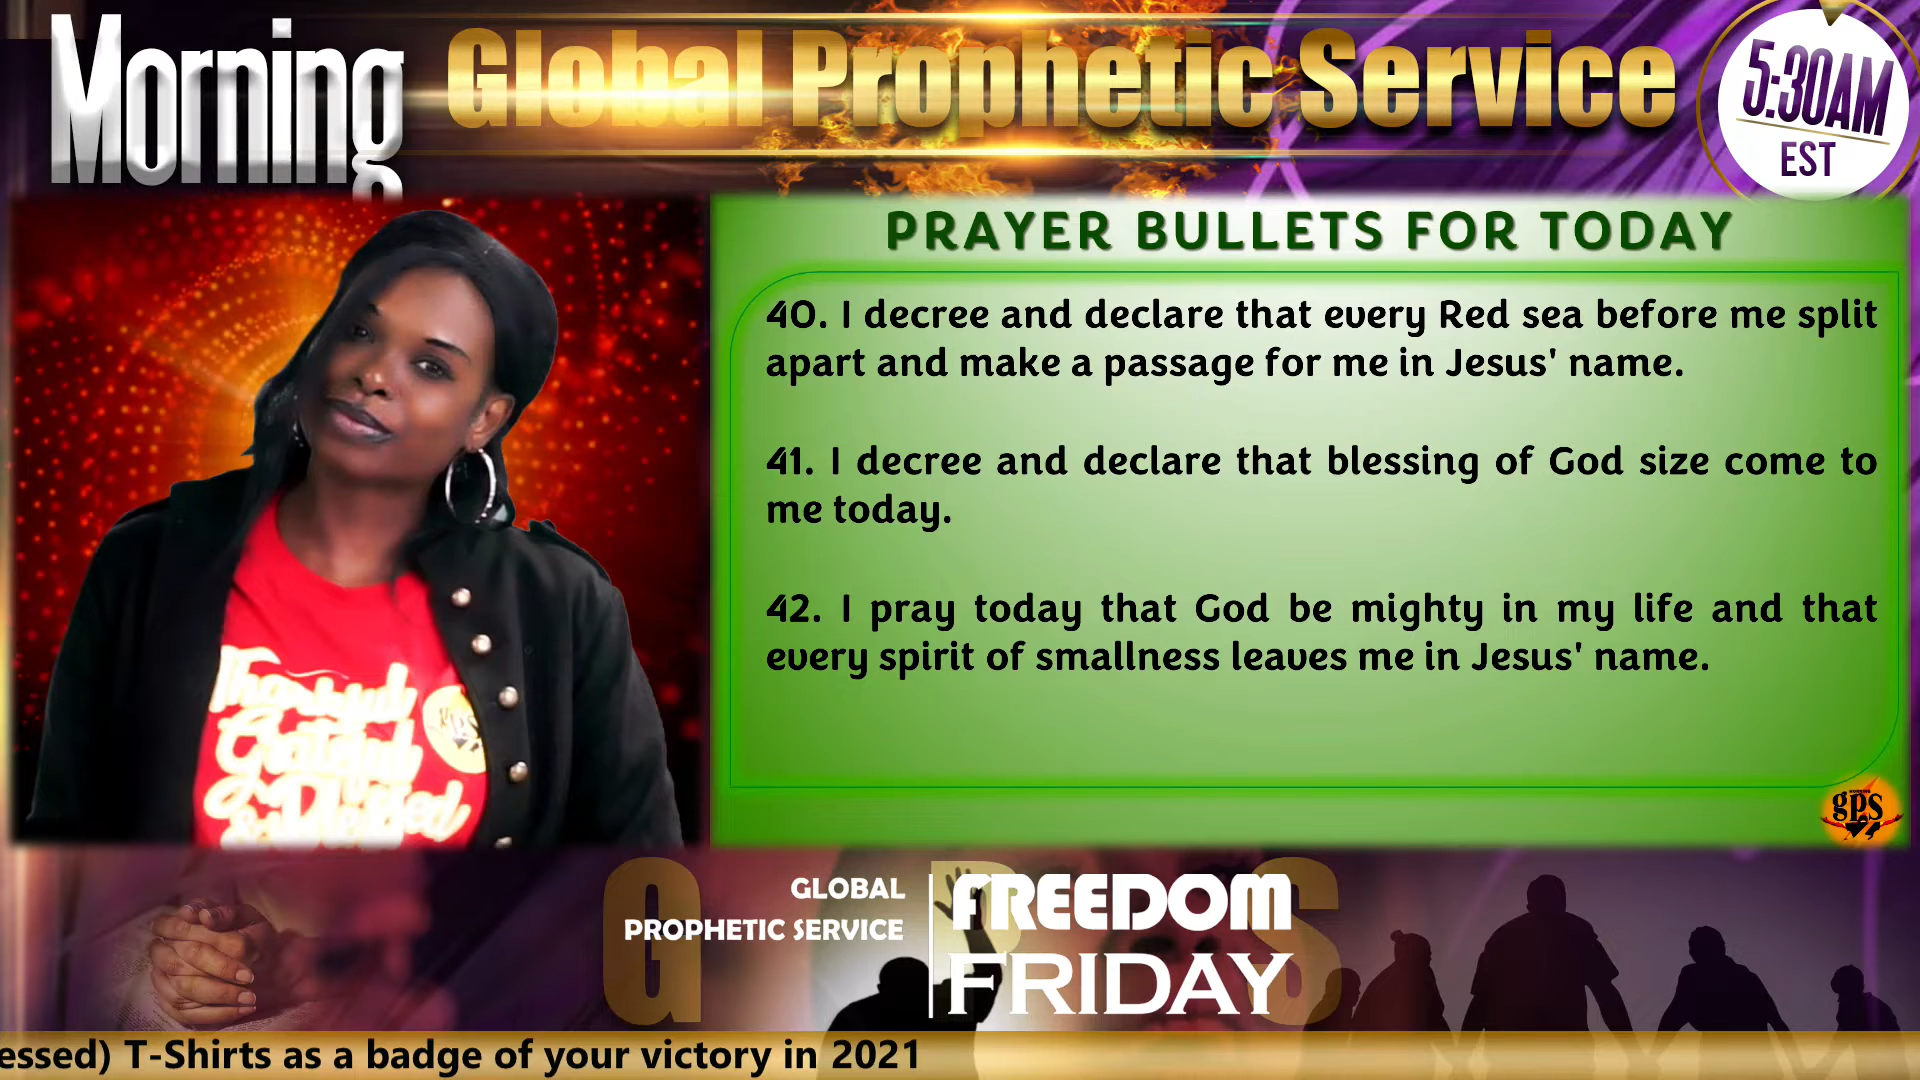 Morning
Global Prophetic Service
5:30AM
EST
PRAYER BULLETS FOR TODAY
40. I decree and declare that every Red sea before me split
apart and make a passage for me in Jesus' name.
41. I decree and declare that blessing of God size come to
me today.
42. I pray today that God be mighty in my life and that
every spirit of smallness leaves me in Jesus' name.
Thankful
Grateful
& Blessed
GPS
gps
G P S
GLOBAL
PROPHETIC SERVICE
FREEDOM
FRIDAY
essed) T-Shirts as a badge of your victory in 2021